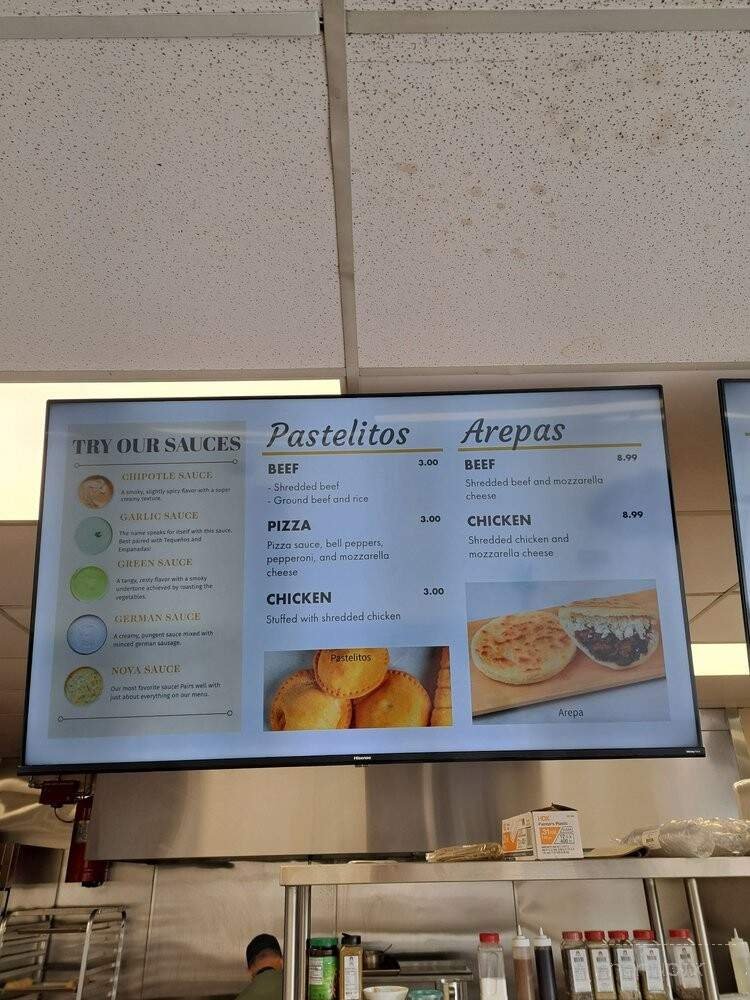 TRY OUR SAUCES
CHIPOTLE SAUCE
A smoky, slightly spicy flavor with a super
creamy texture.
GARLIC SAUCE
The name speaks for itself with this sauce.
Best paired with Tequeños and
Empanadas!
GREEN SAUCE
A tangy, zesty flavor with a smoky
undertone achieved by roasting the
vegetables.
GERMAN SAUCE
A creamy, pungent sauce mixed with
minced german sausage.
NOVA SAUCE
Our most favorite sauce! Pairs well with
just about everything on our menu.
Pastelitos
BEEF 3.00
- Shredded beef
- Ground beef and rice
PIZZA 3.00
Pizza sauce, bell peppers,
pepperoni, and mozzarella
cheese
CHICKEN 3.00
Stuffed with shredded chicken
Pastelitos
Arepas
BEEF 8.99
Shredded beef and mozzarella
cheese
CHICKEN 8.99
Shredded chicken and
mozzarella cheese
Arepa
Hisense
HDX
Painter's Plastic